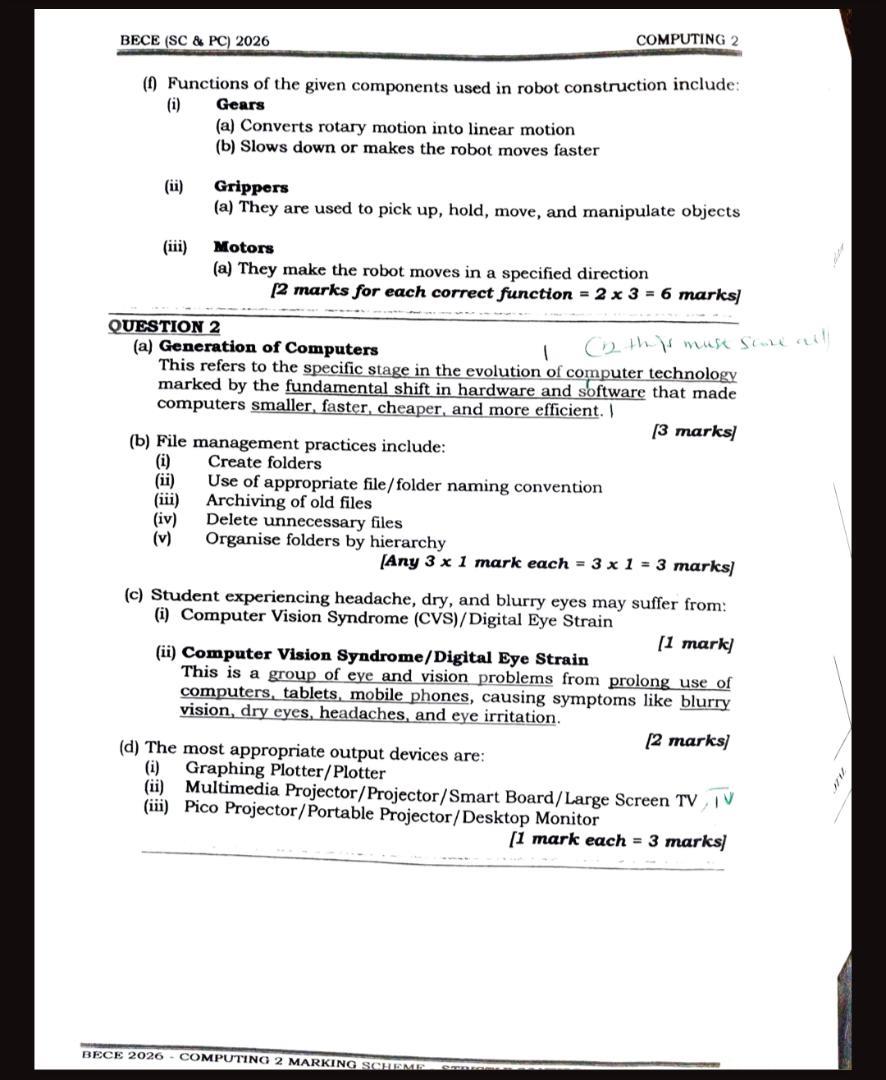 BECE (SC & PC) 2026 COMPUTING 2
(f) Functions of the given components used in robot construction include:
(i) Gears
(a) Converts rotary motion into linear motion
(b) Slows down or makes the robot moves faster
(ii) Grippers
(a) They are used to pick up, hold, move, and manipulate objects
(iii) Motors
(a) They make the robot moves in a specified direction
[2 marks for each correct function = 2 x 3 = 6 marks]
QUESTION 2
(a) Generation of Computers
must score all
This refers to the specific stage in the evolution of computer technology
marked by the fundamental shift in hardware and software that made
computers smaller, faster, cheaper, and more efficient.
[3 marks]
(b) File management practices include:
(i) Create folders
(ii) Use of appropriate file/folder naming convention
(iii) Archiving of old files
(iv) Delete unnecessary files
(v) Organise folders by hierarchy
[Any 3 x 1 mark each = 3 x 1 = 3 marks]
(c) Student experiencing headache, dry, and blurry eyes may suffer from:
(i) Computer Vision Syndrome (CVS)/Digital Eye Strain
[1 mark]
(ii) Computer Vision Syndrome/Digital Eye Strain
This is a group of eye and vision problems from prolong use of
computers, tablets, mobile phones, causing symptoms like blurry
vision, dry eyes, headaches, and eye irritation.
[2 marks]
(d) The most appropriate output devices are:
(i) Graphing Plotter/Plotter
(ii) Multimedia Projector/Projector/Smart Board/Large Screen TV, TV
(iii) Pico Projector/Portable Projector/Desktop Monitor
[1 mark each = 3 marks]
BECE 2026 - COMPUTING 2 MARKING SCHEME